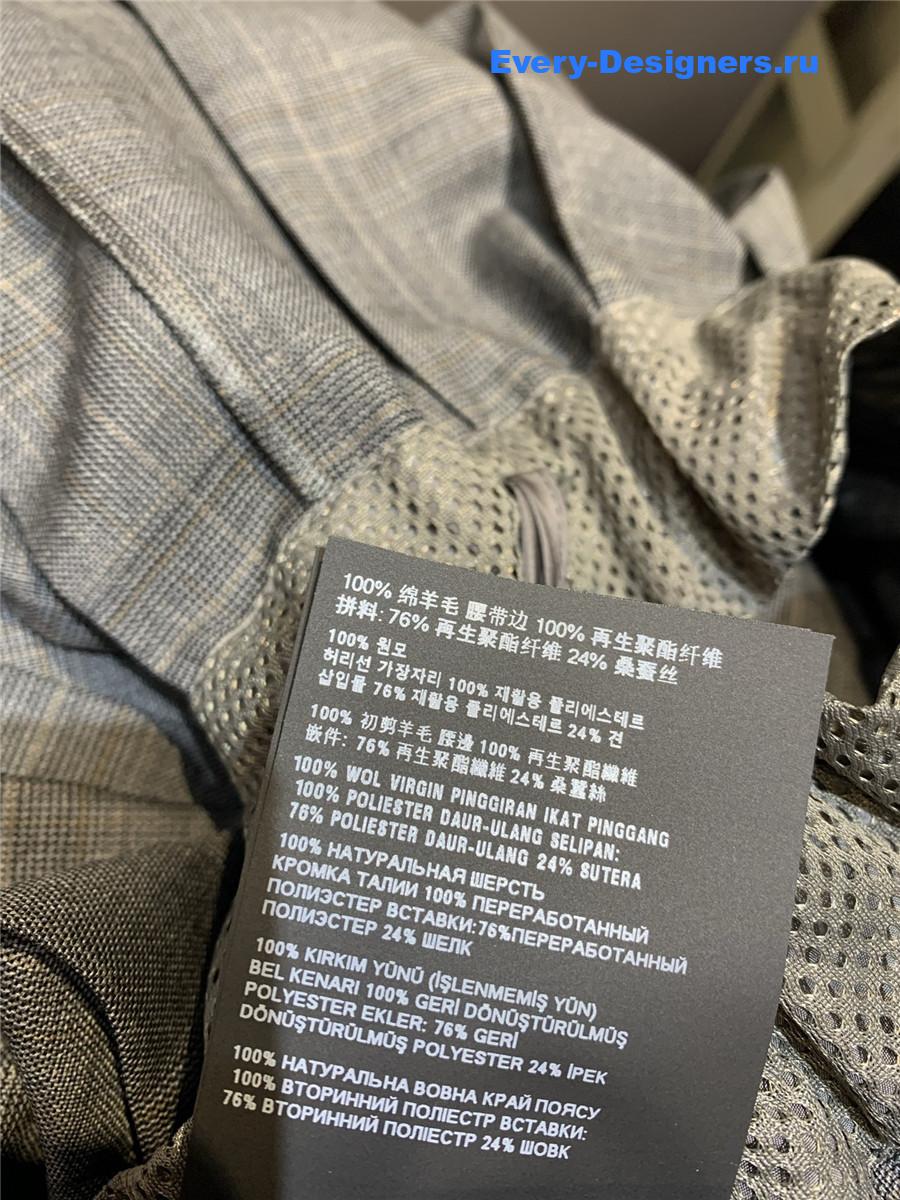 Every-Designers.ru
100% 绵羊毛 腰带边 100% 再生聚酯纤维
拼料: 76% 再生聚酯纤维 24% 桑蚕丝
100% 원모
허리선 가장자리 100% 재활용 폴리에스테르
삽입물 76% 재활용 폴리에스테르 24% 견
100% 初剪羊毛 腰邊 100% 再生聚酯纖維
嵌件: 76% 再生聚酯纖維 24% 桑蠶絲
100% WOL VIRGIN PINGGIRAN IKAT PINGGANG
100% POLIESTER DAUR-ULANG SELIPAN:
76% POLIESTER DAUR-ULANG 24% SUTERA
100% НАТУРАЛЬНАЯ ШЕРСТЬ
КРОМКА ТАЛИИ 100% ПЕРЕРАБОТАННЫЙ
ПОЛИЭСТЕР ВСТАВКИ:76%ПЕРЕРАБОТАННЫЙ
ПОЛИЭСТЕР 24% ШЕЛК
100% KIRKIM YÜNÜ (İŞLENMEMİŞ YÜN)
BEL KENARI 100% GERİ DÖNÜŞTÜRÜLMÜŞ
POLYESTER EKLER: 76% GERİ
DÖNÜŞTÜRÜLMÜŞ POLYESTER 24% İPEK
100% НАТУРАЛЬНА ВОВНА КРАЙ ПОЯСУ
100% ВТОРИННИЙ ПОЛІЕСТР ВСТАВКИ:
76% ВТОРИННИЙ ПОЛІЕСТР 24% ШОВК